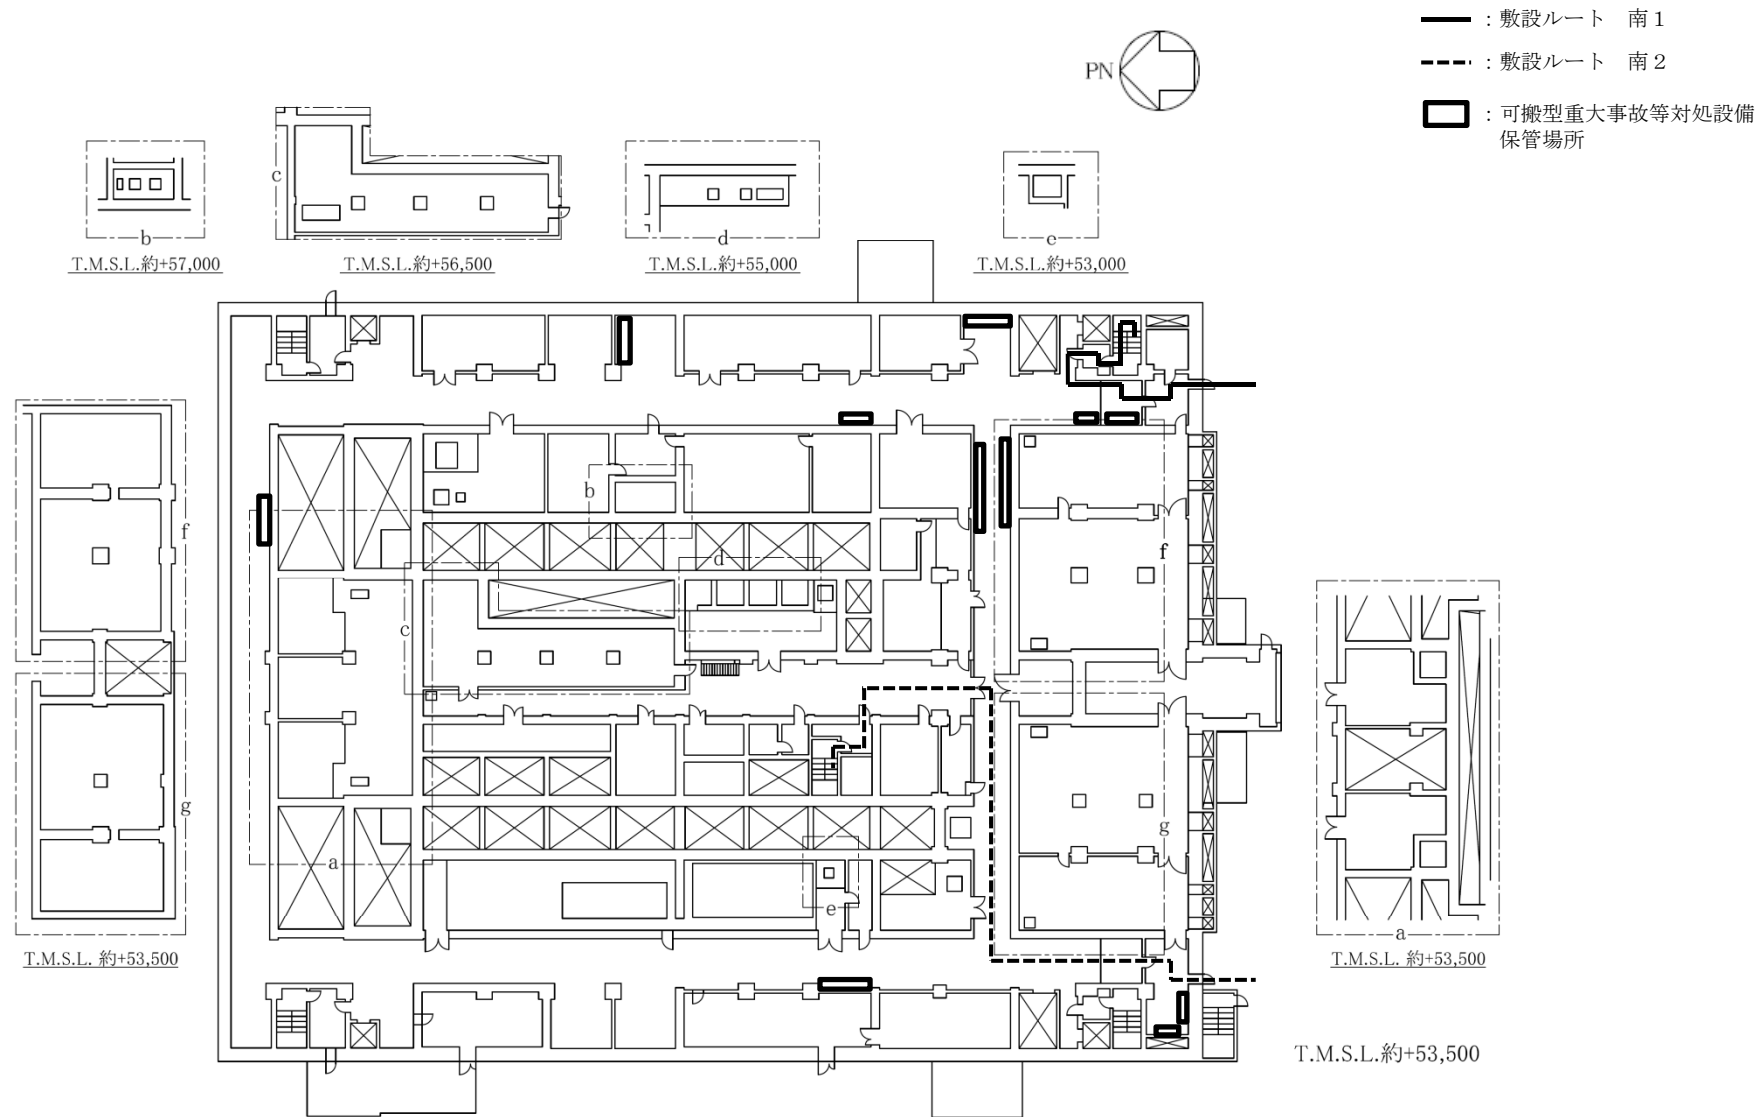 ：敷設ルート　南１
：敷設ルート　南２
：可搬型重大事故等対処設備
保管場所
PN
b
T.M.S.L.約+57,000
c
T.M.S.L.約+56,500
d
T.M.S.L.約+55,000
e
T.M.S.L.約+53,000
f
g
T.M.S.L. 約+53,500
b
d
c
a
e
f
g
a
T.M.S.L. 約+53,500
T.M.S.L.約+53,500